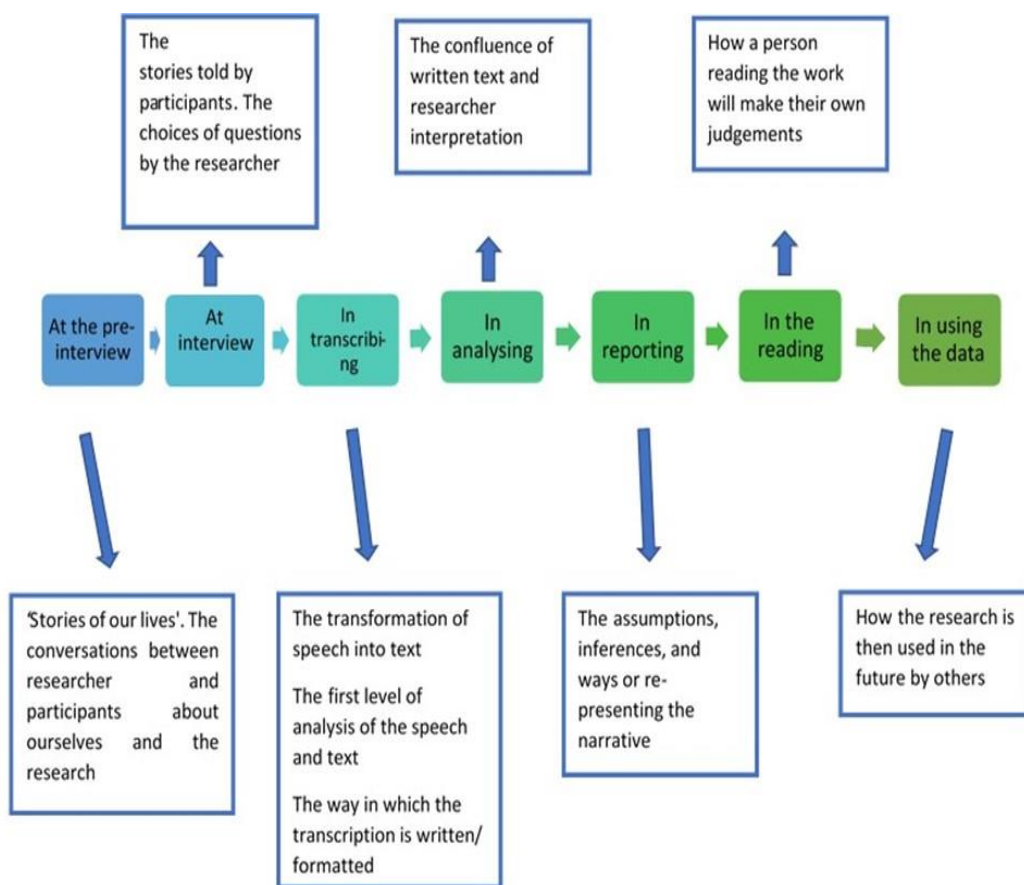 The
stories told by
participants. The
choices of questions
by the researcher
The confluence of
written text and
researcher
interpretation
How a person
reading the work
will make their own
judgements
At the pre-
interview
At
interview
In
transcribi-
ng
In
analysing
In
reporting
In the
reading
In using
the data
'Stories of our lives'. The
conversations between
researcher and
participants about
ourselves and the
research
The transformation of
speech into text
The first level of
analysis of the speech
and text
The way in which the
transcription is written/
formatted
The assumptions,
inferences, and
ways or re-
presenting the
narrative
How the research is
then used in the
future by others